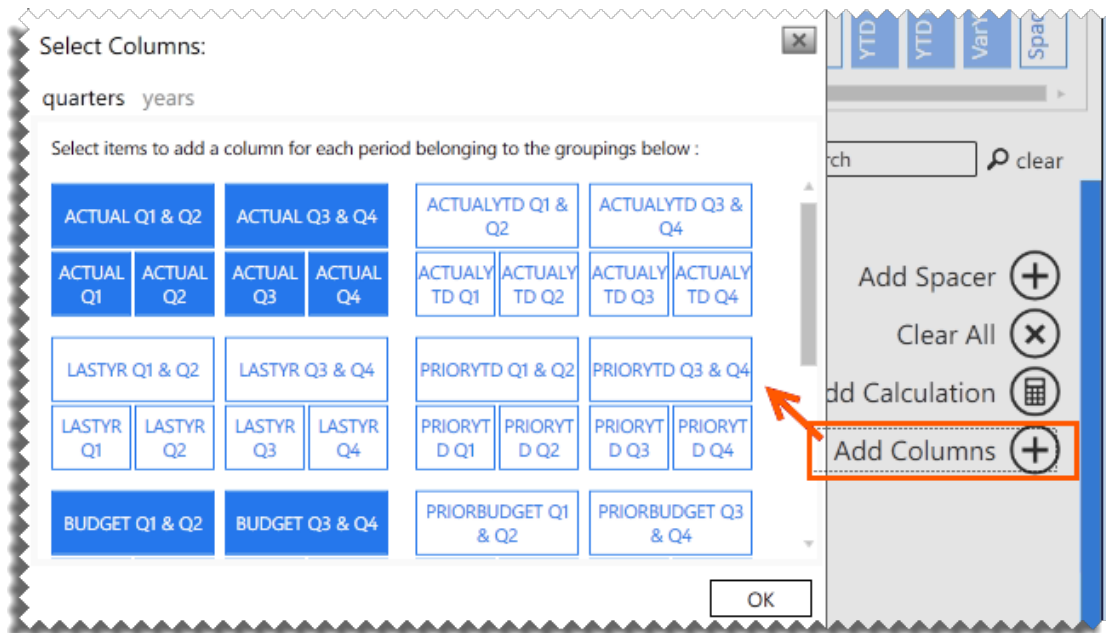 Select Columns:
quarters years
Select items to add a column for each period belonging to the groupings below :
ACTUAL Q1 & Q2
ACTUAL Q3 & Q4
ACTUALYTD Q1 &
Q2
ACTUALYTD Q3 &
Q4
ACTUAL
Q1
ACTUAL
Q2
ACTUAL
Q3
ACTUAL
Q4
ACTUALY
TD Q1
ACTUALY
TD Q2
ACTUALY
TD Q3
ACTUALY
TD Q4
LASTYR Q1 & Q2
LASTYR Q3 & Q4
PRIORYTD Q1 & Q2
PRIORYTD Q3 & Q4
LASTYR
Q1
LASTYR
Q2
LASTYR
Q3
LASTYR
Q4
PRIORYT
D Q1
PRIORYT
D Q2
PRIORYT
D Q3
PRIORYT
D Q4
BUDGET Q1 & Q2
BUDGET Q3 & Q4
PRIORBUDGET Q1
& Q2
PRIORBUDGET Q3
& Q4
OK
YTD
YTD
VarY
Spac
rch
clear
Add Spacer
Clear All
dd Calculation
Add Columns